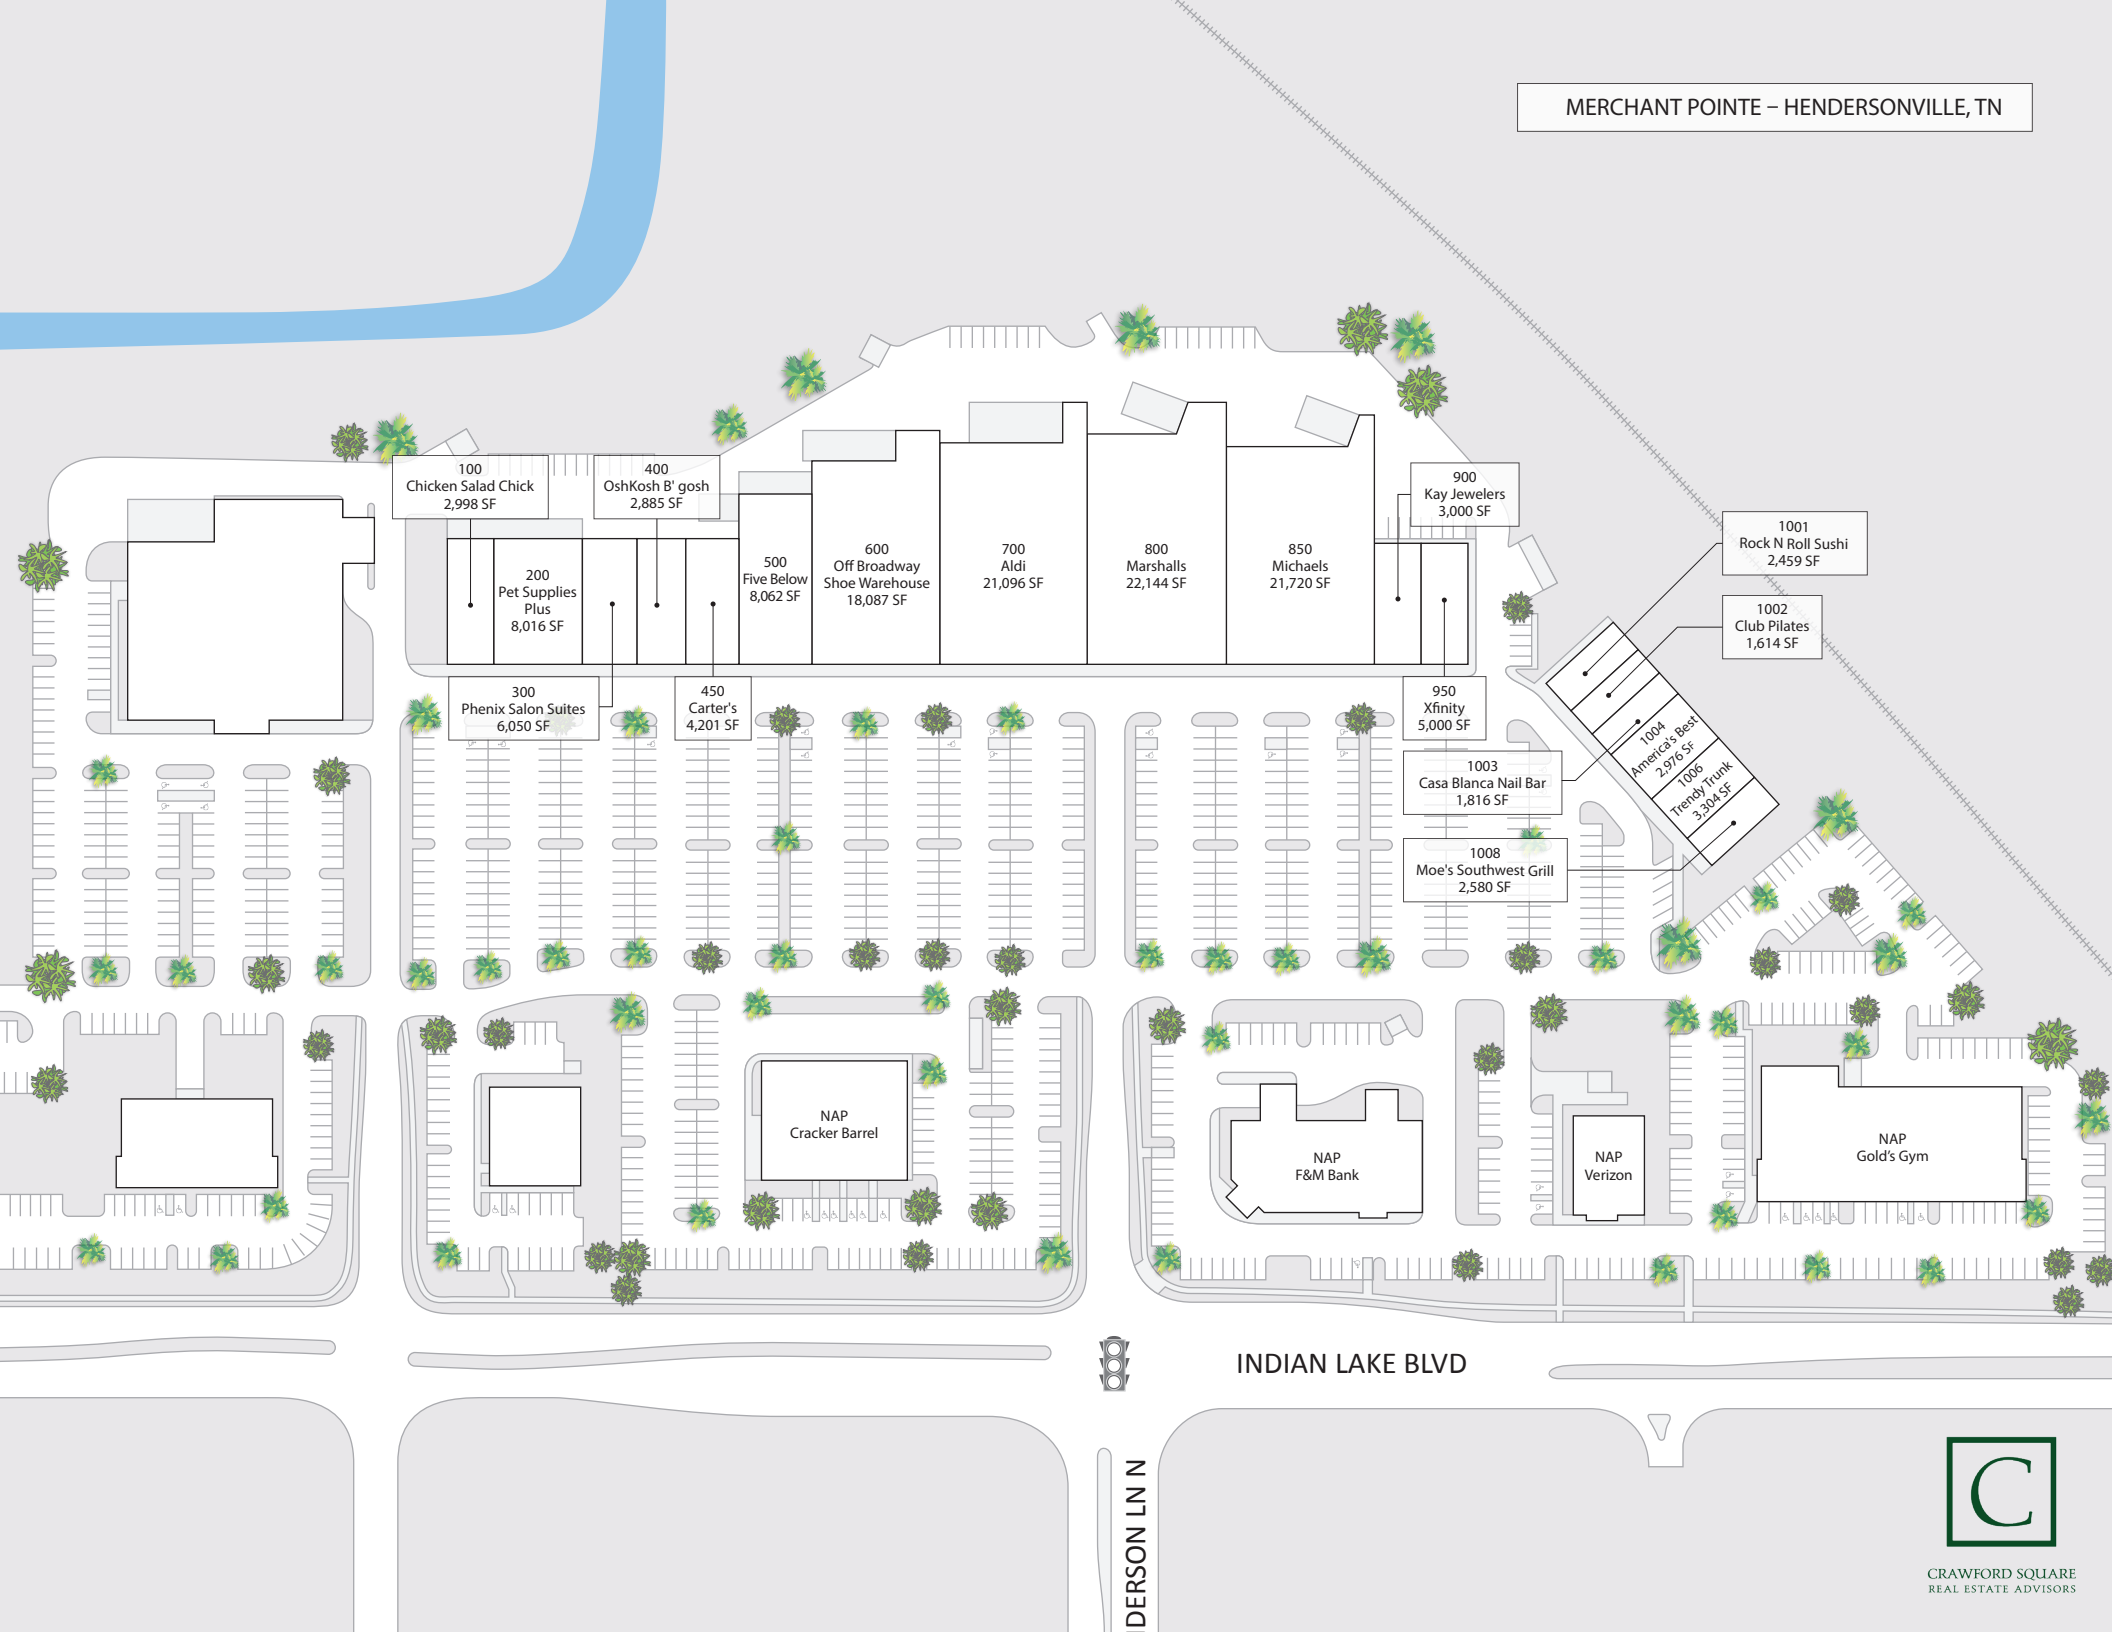 MERCHANT POINTE – HENDERSONVILLE, TN
100
Chicken Salad Chick
2,998 SF
400
OshKosh B' gosh
2,885 SF
900
Kay Jewelers
3,000 SF
1001
Rock N Roll Sushi
2,459 SF
1002
Club Pilates
1,614 SF
200
Pet Supplies
Plus
8,016 SF
500
Five Below
8,062 SF
600
Off Broadway
Shoe Warehouse
18,087 SF
700
Aldi
21,096 SF
800
Marshalls
22,144 SF
850
Michaels
21,720 SF
300
Phenix Salon Suites
6,050 SF
450
Carter's
4,201 SF
950
Xfinity
5,000 SF
1003
Casa Blanca Nail Bar
1,816 SF
1004
America's Best
2,976 SF
1006
Trendy Trunk
3,304 SF
1008
Moe's Southwest Grill
2,580 SF
NAP
Cracker Barrel
NAP
F&M Bank
NAP
Verizon
NAP
Gold's Gym
INDIAN LAKE BLVD
DERSON LN N
C
CRAWFORD SQUARE
REAL ESTATE ADVISORS